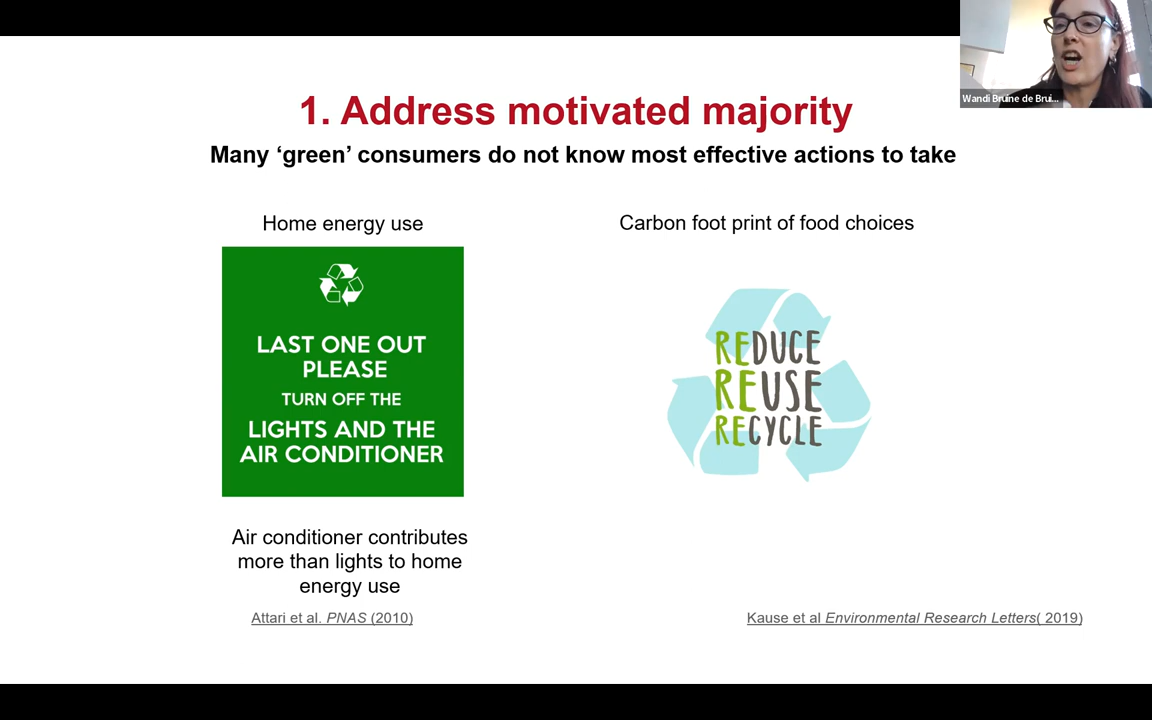 Wandi Bruine de Brui...
1. Address motivated majority
Many ‘green’ consumers do not know most effective actions to take
Home energy use
LAST ONE OUT
PLEASE
TURN OFF THE
LIGHTS AND THE
AIR CONDITIONER
Air conditioner contributes
more than lights to home
energy use
Attari et al. PNAS (2010)
Carbon foot print of food choices
REDUCE
REUSE
RECYCLE
Kause et al Environmental Research Letters( 2019)